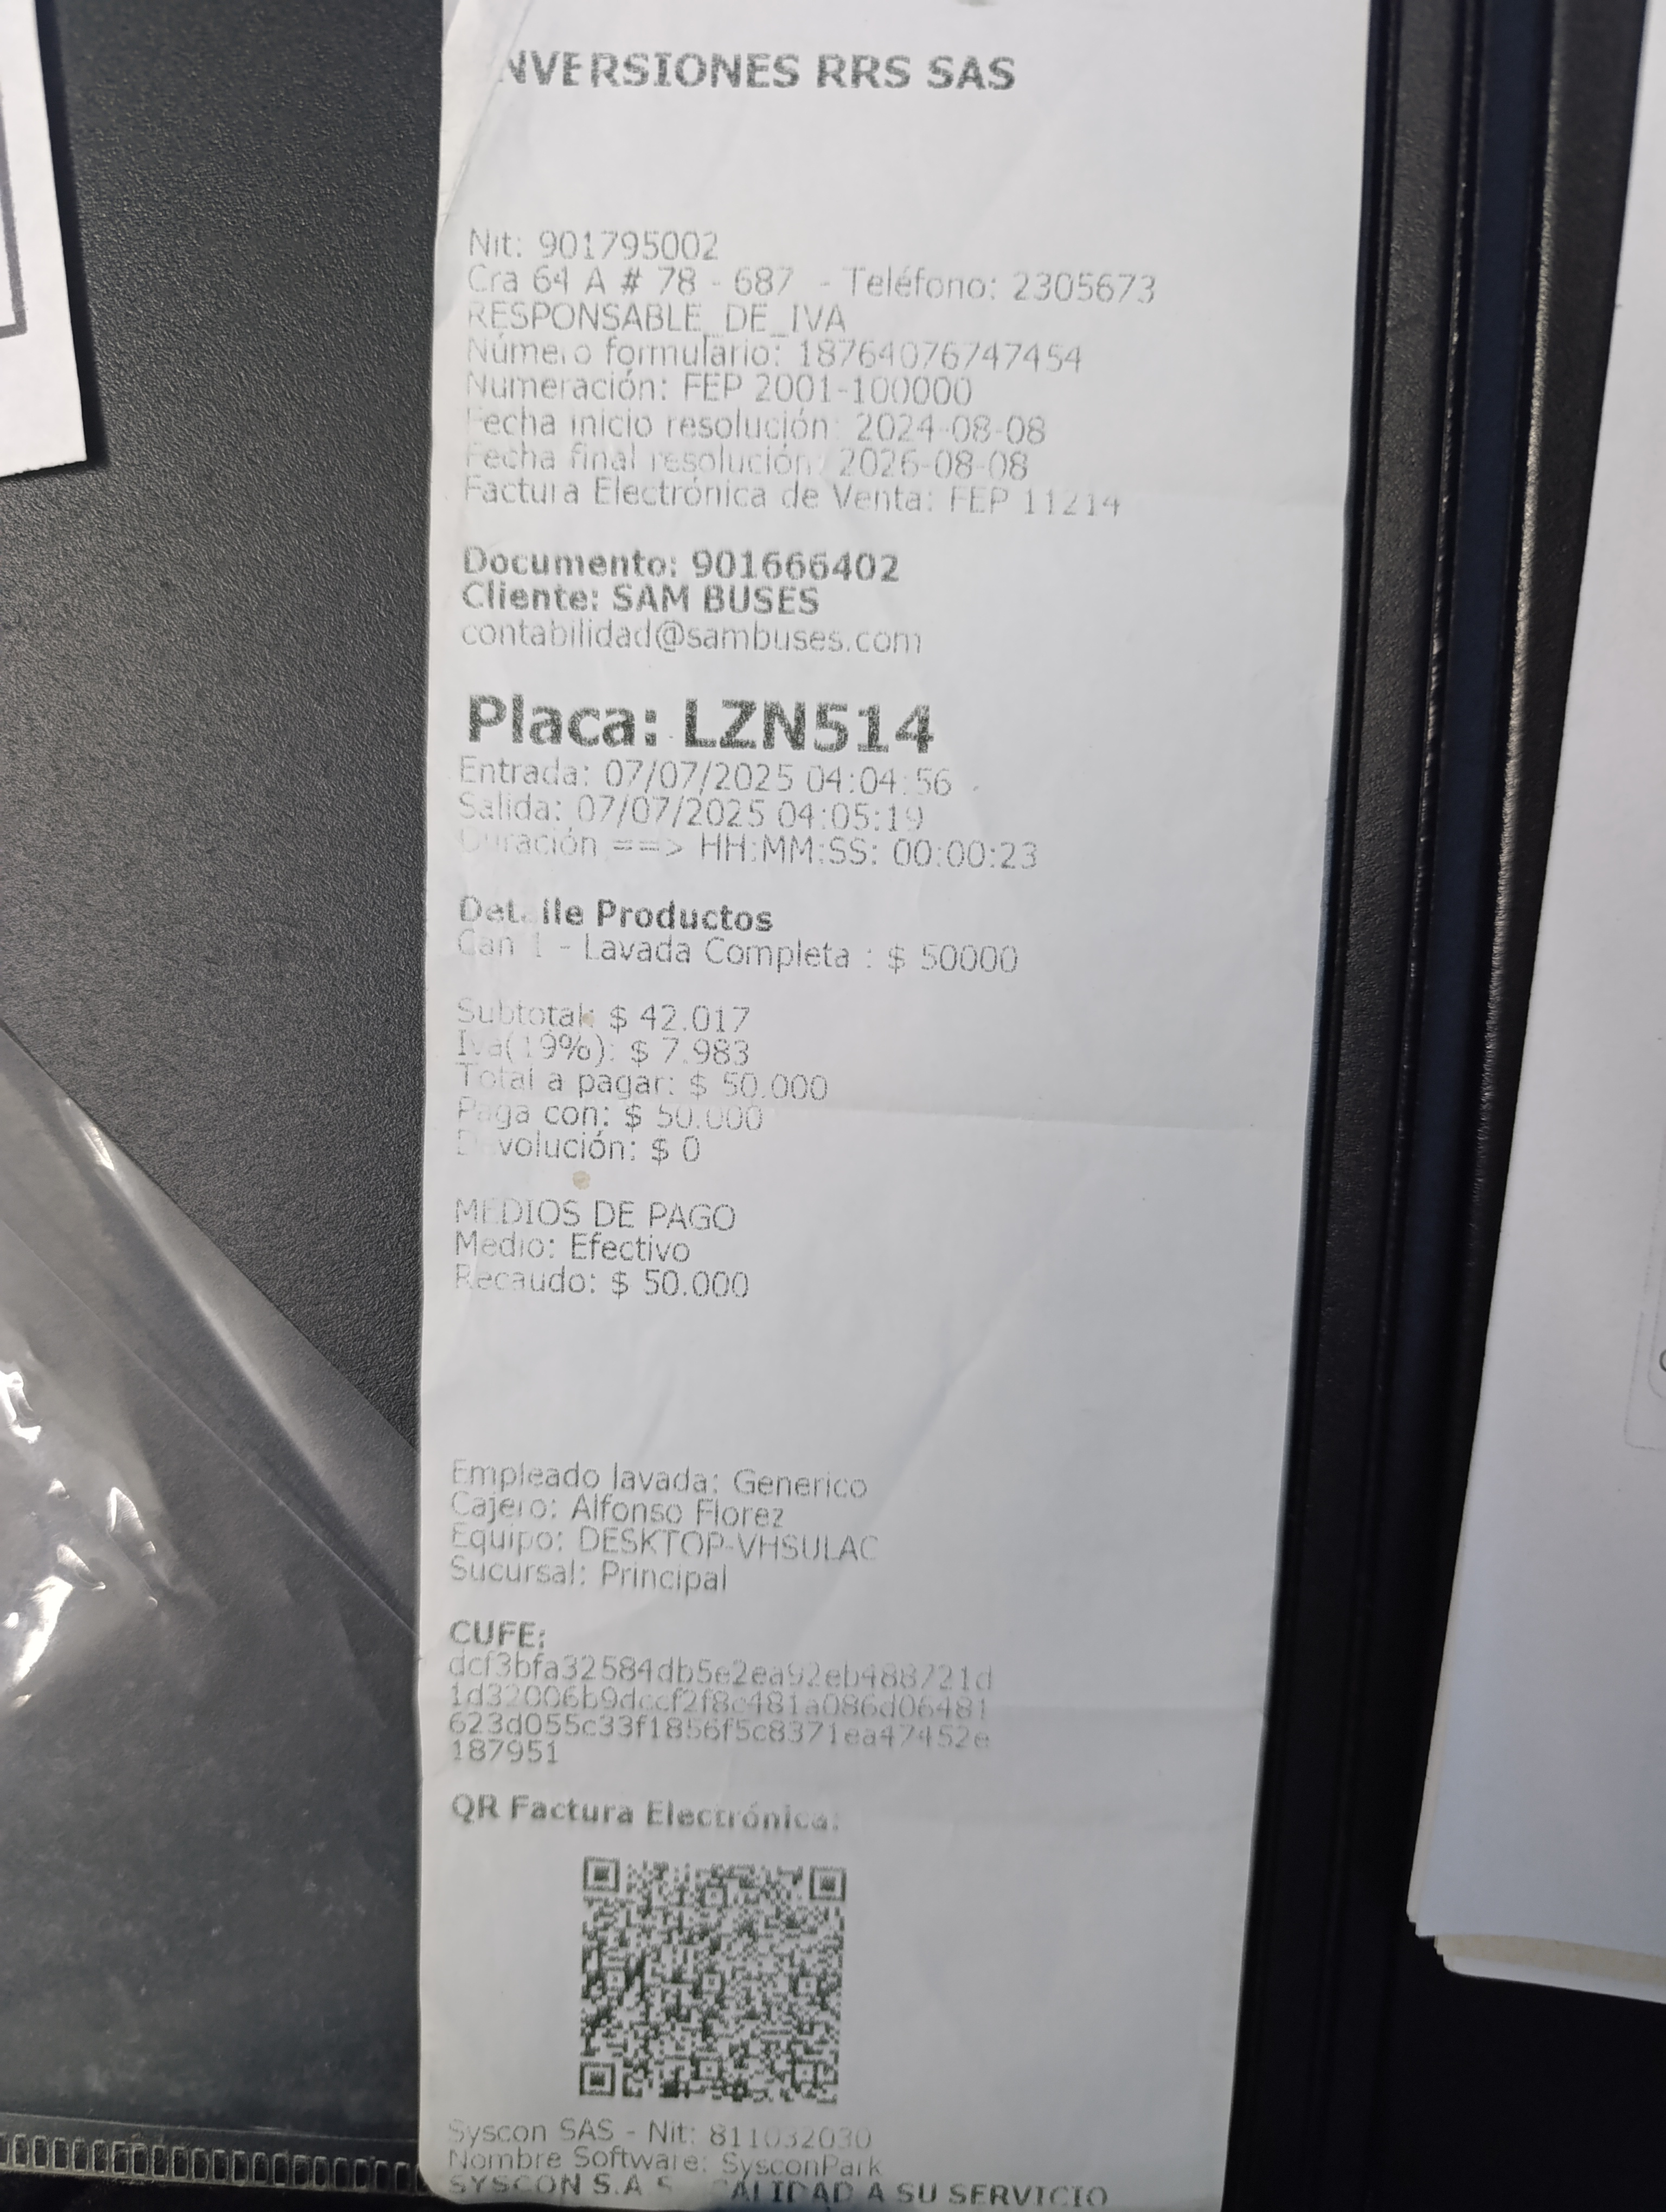 INVERSIONES RRS SAS
Nit: 901795002
Cra 64 A # 78 - 687 - Teléfono: 2305673
RESPONSABLE_DE_IVA
Número formulario: 18764076747454
Numeración: FEP 2001-100000
Fecha inicio resolución: 2024-08-08
Fecha final resolución: 2026-08-08
Factura Electrónica de Venta: FEP 11214
Documento: 901666402
Cliente: SAM BUSES
contabilidad@sambuses.com
Placa: LZN514
Entrada: 07/07/2025 04:04:56
Salida: 07/07/2025 04:05:19
Duración ==> HH:MM:SS: 00:00:23
Detalle Productos
Can 1 - Lavada Completa : $ 50000
Subtotal: $ 42.017
Iva(19%): $ 7.983
Total a pagar: $ 50.000
Paga con: $ 50.000
Devolución: $ 0
MEDIOS DE PAGO
Medio: Efectivo
Recaudo: $ 50.000
Empleado lavada: Generico
Cajero: Alfonso Florez
Equipo: DESKTOP-VHSULAC
Sucursal: Principal
CUFE:
dcf3bfa32584db5e2ea92eb488721d
1d32006b9dccf2f8c481a086d06481
623d055c33f1856f5c8371ea47452e
187951
QR Factura Electrónica:
Syscon SAS - Nit: 811032030
Nombre Software: SysconPark
SYSCON S.A.S. CALIDAD A SU SERVICIO